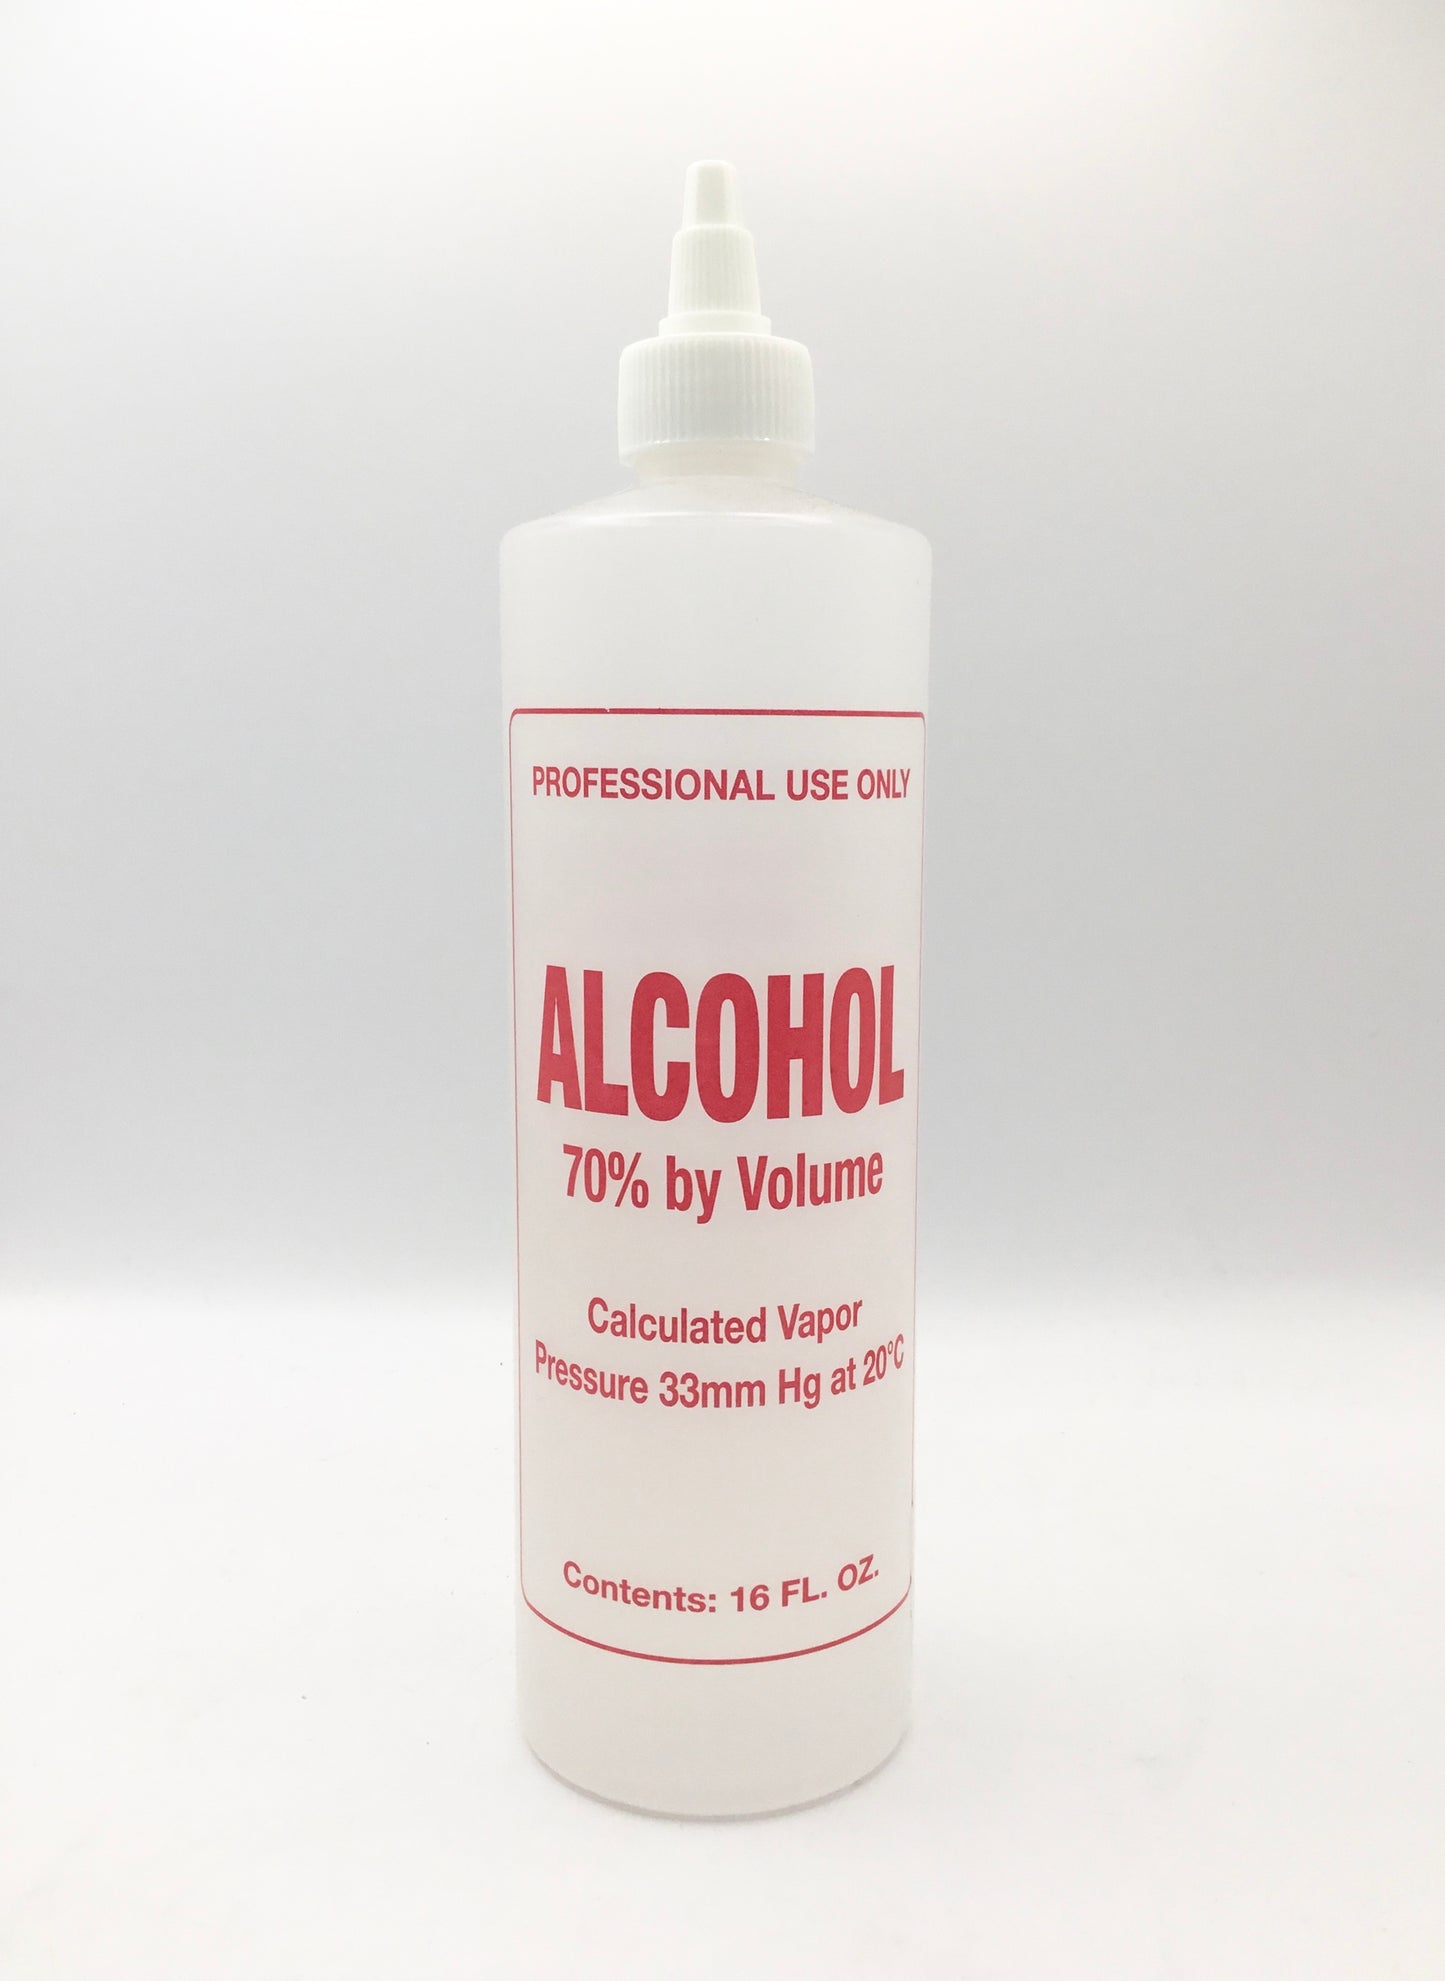 PROFESSIONAL USE ONLY
ALCOHOL
70% by Volume
Calculated Vapor
Pressure 33mm Hg at 20°C
Contents: 16 FL. OZ.